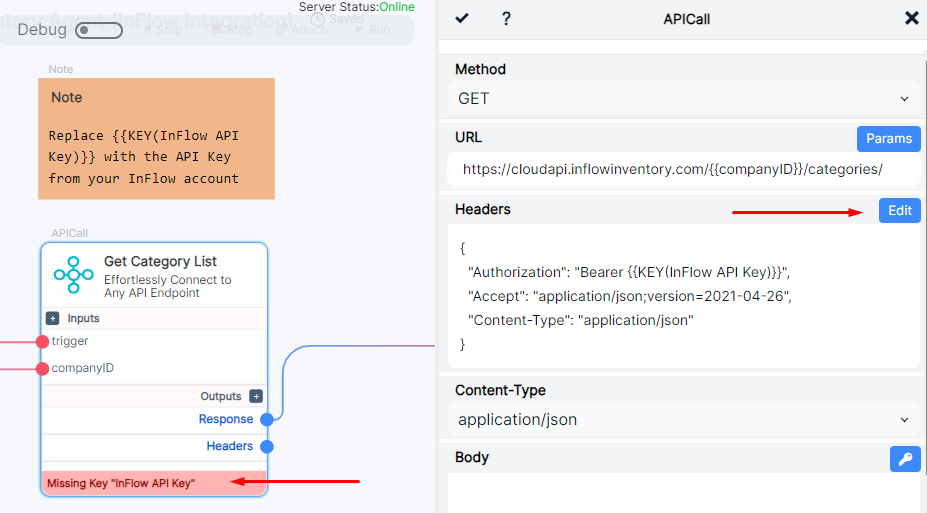 Server Status:Online
ntory Agent (InFlow Integration)
Saved
Debug
Step
Stop
Attach
Run
Note
Note
Replace {{KEY(InFlow API
Key)}} with the API Key
from your InFlow account
APICall
Get Category List
Effortlessly Connect to
Any API Endpoint
Inputs
trigger
companyID
Outputs
Response
Headers
Missing Key "InFlow API Key"
?
APICall
Method
GET
URL
Params
https://cloudapi.inflowinventory.com/{{companyID}}/categories/
Headers
Edit
{
"Authorization": "Bearer {{KEY(InFlow API Key)}}",
"Accept": "application/json;version=2021-04-26",
"Content-Type": "application/json"
}
Content-Type
application/json
Body